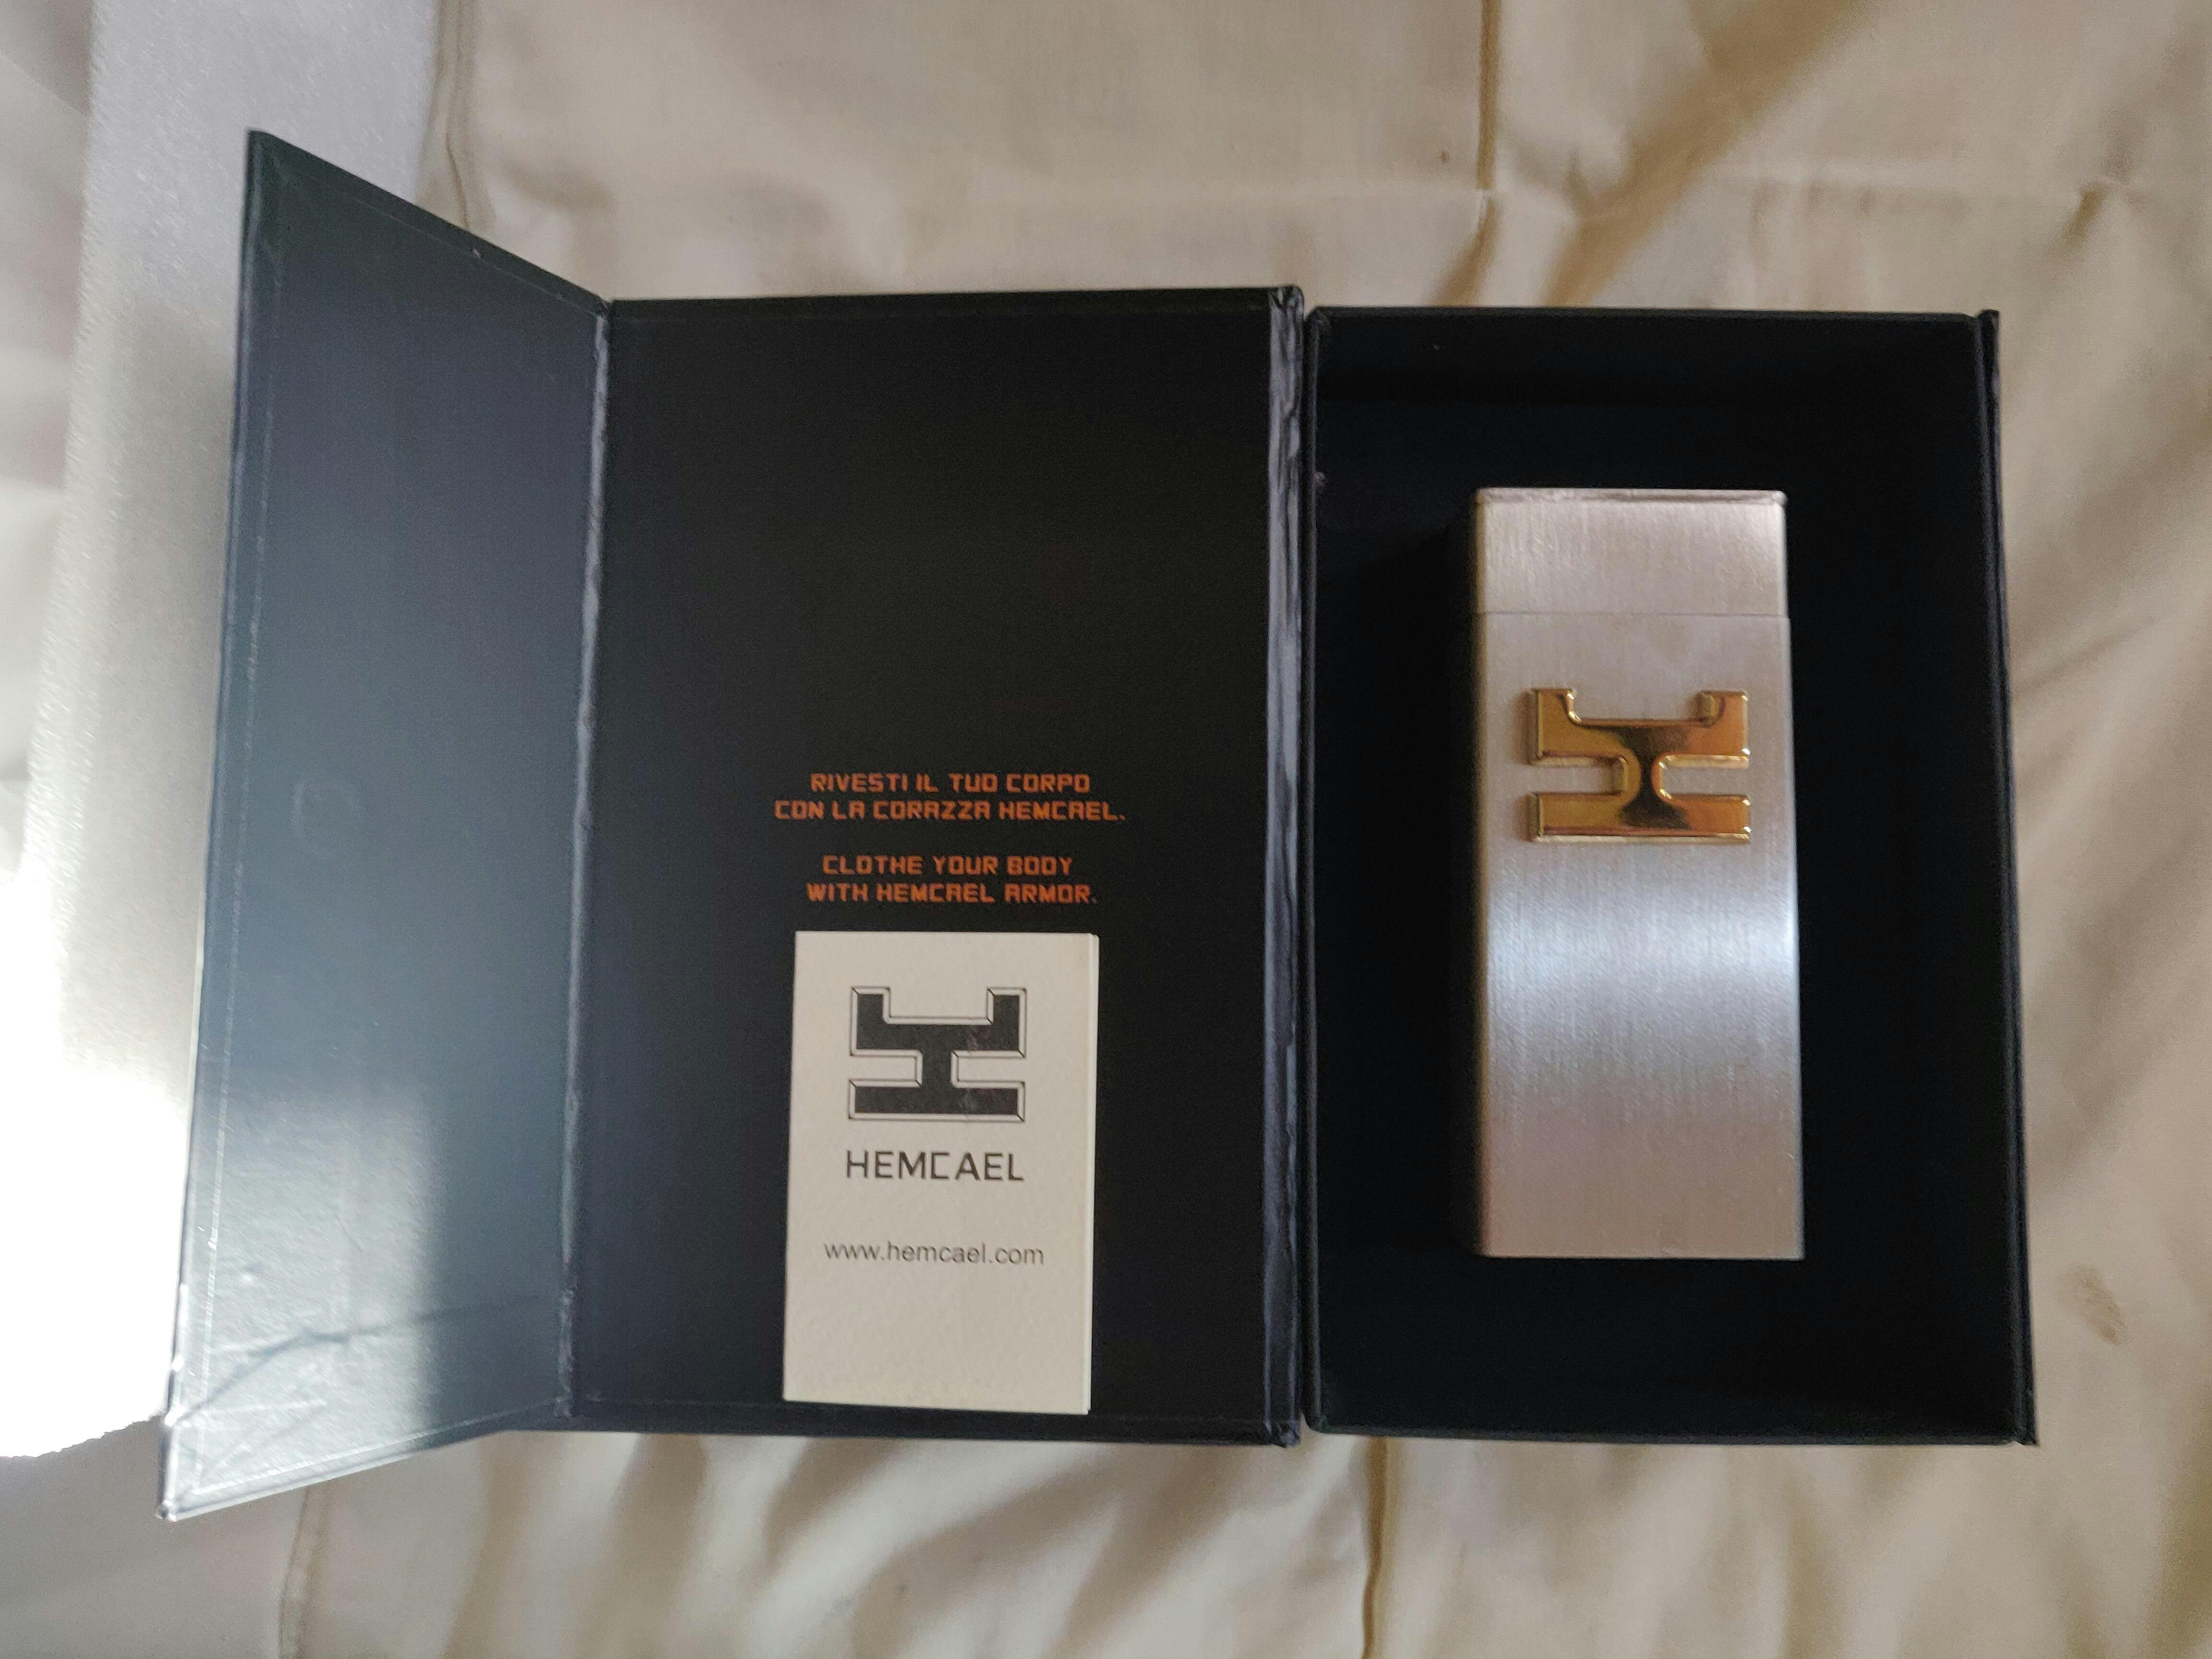 RIVESTI IL TUO CORPO
CON LA CORAZZA HEMCAEL.
CLOTHE YOUR BODY
WITH HEMCAEL ARMOR.
HEMCAEL
www.hemcael.com